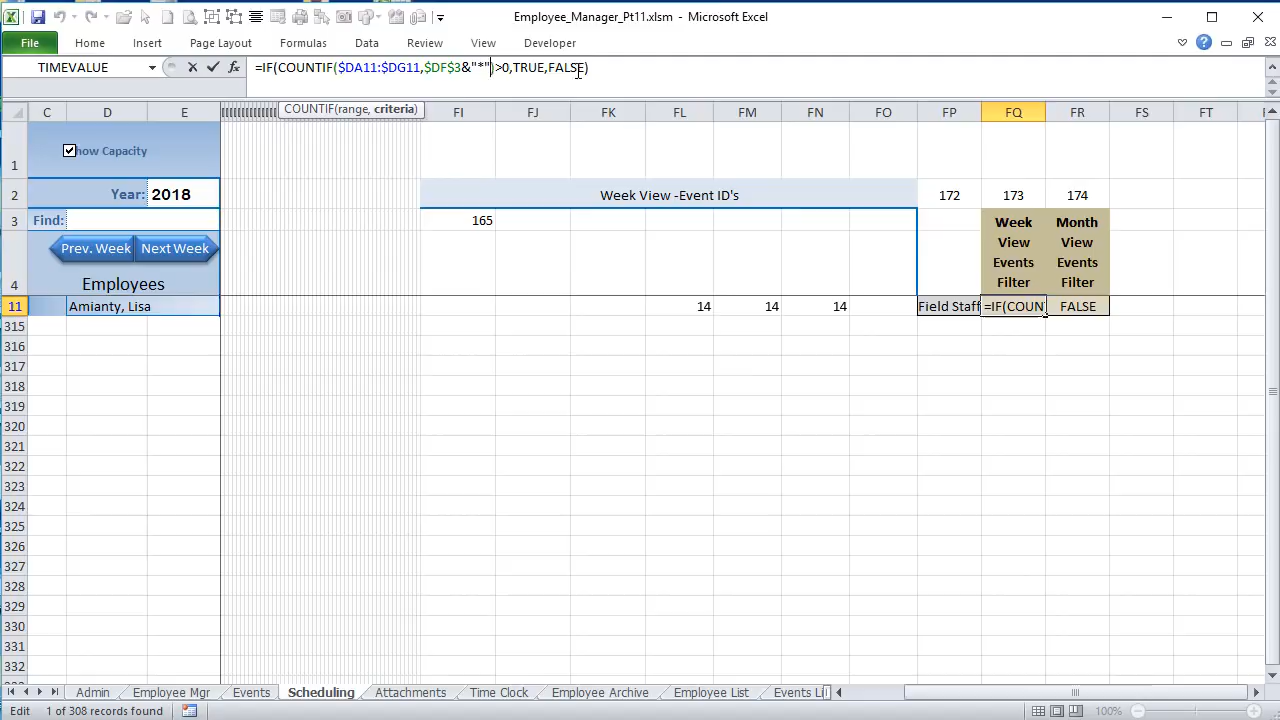 Employee_Manager_Pt11.xlsm - Microsoft Excel
File Home Insert Page Layout Formulas Data Review View Developer
TIMEVALUE fx =IF(COUNTIF($DA11:$DG11,$DF$3&"*")>0,TRUE,FALSE)
COUNTIF(range, criteria)
C D E FI FJ FK FL FM FN FO FP FQ FR FS FT
1 how Capacity
2 Year: 2018 Week View -Event ID's 172 173 174
3 Find: 165
Week View Events Filter
Month View Events Filter
Prev. Week Next Week
4 Employees
11 Amianty, Lisa 14 14 14 Field Staff =IF(COUNT FALSE
315
316
317
318
319
320
321
322
323
324
325
326
327
328
329
330
331
332
Admin Employee Mgr Events Scheduling Attachments Time Clock Employee Archive Employee List Events Li
Edit 1 of 308 records found 100%